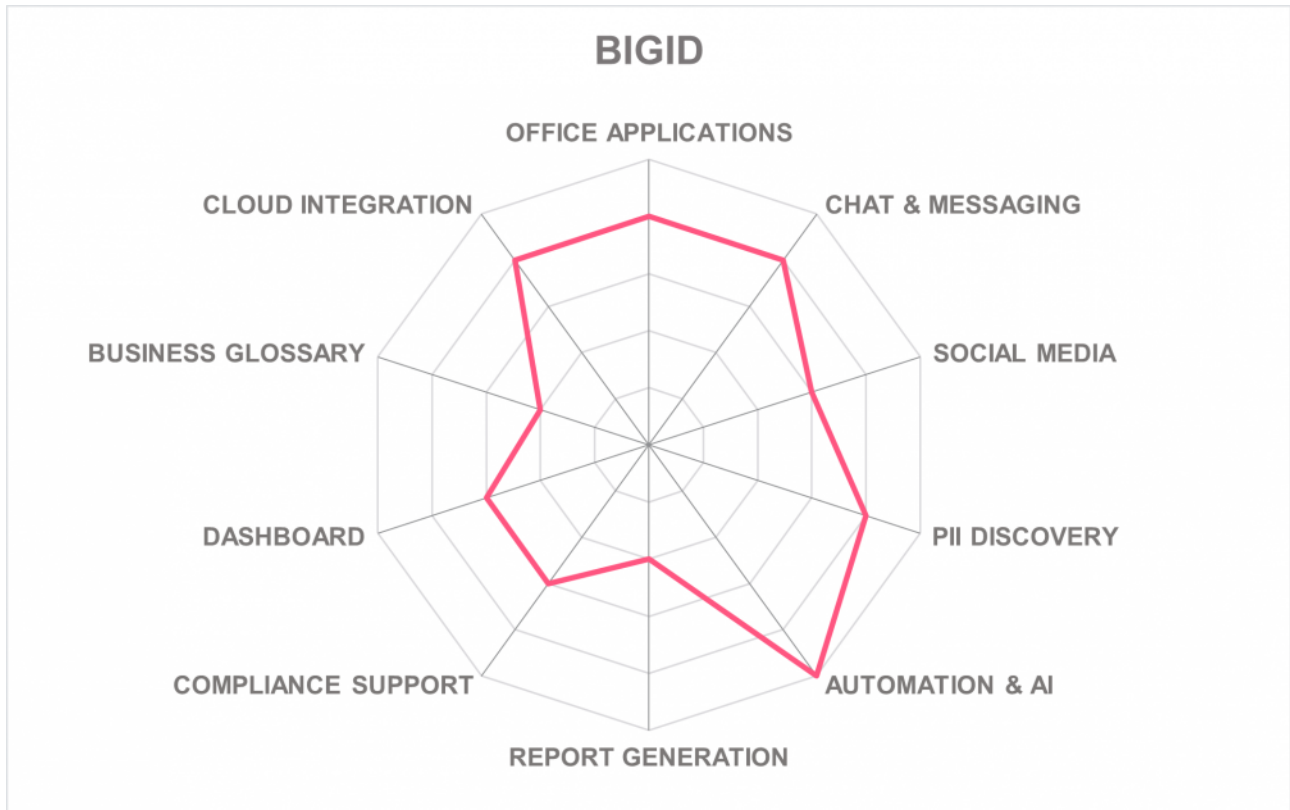 BIGID
OFFICE APPLICATIONS
CLOUD INTEGRATION
CHAT & MESSAGING
BUSINESS GLOSSARY
SOCIAL MEDIA
DASHBOARD
PII DISCOVERY
COMPLIANCE SUPPORT
AUTOMATION & AI
REPORT GENERATION